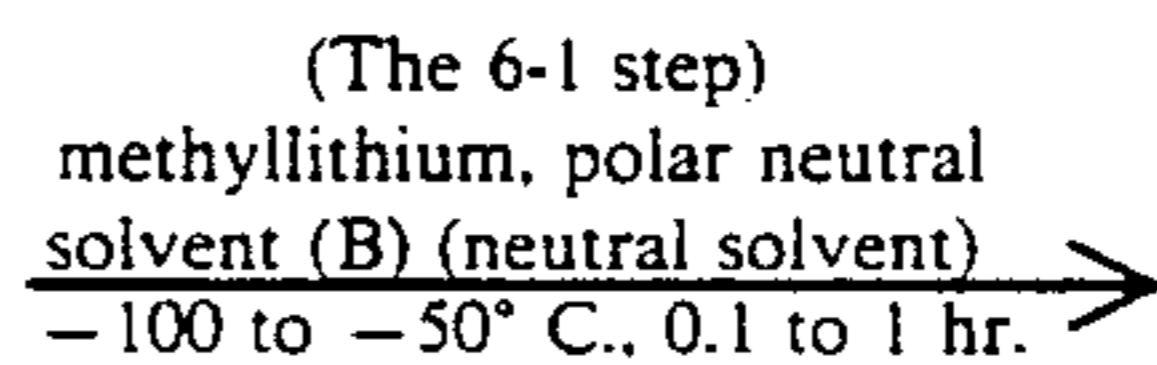 (The 6-1 step)
methyllithium, polar neutral
solvent (B) (neutral solvent)
—100 to —50° C., 0.1 to 1 hr.